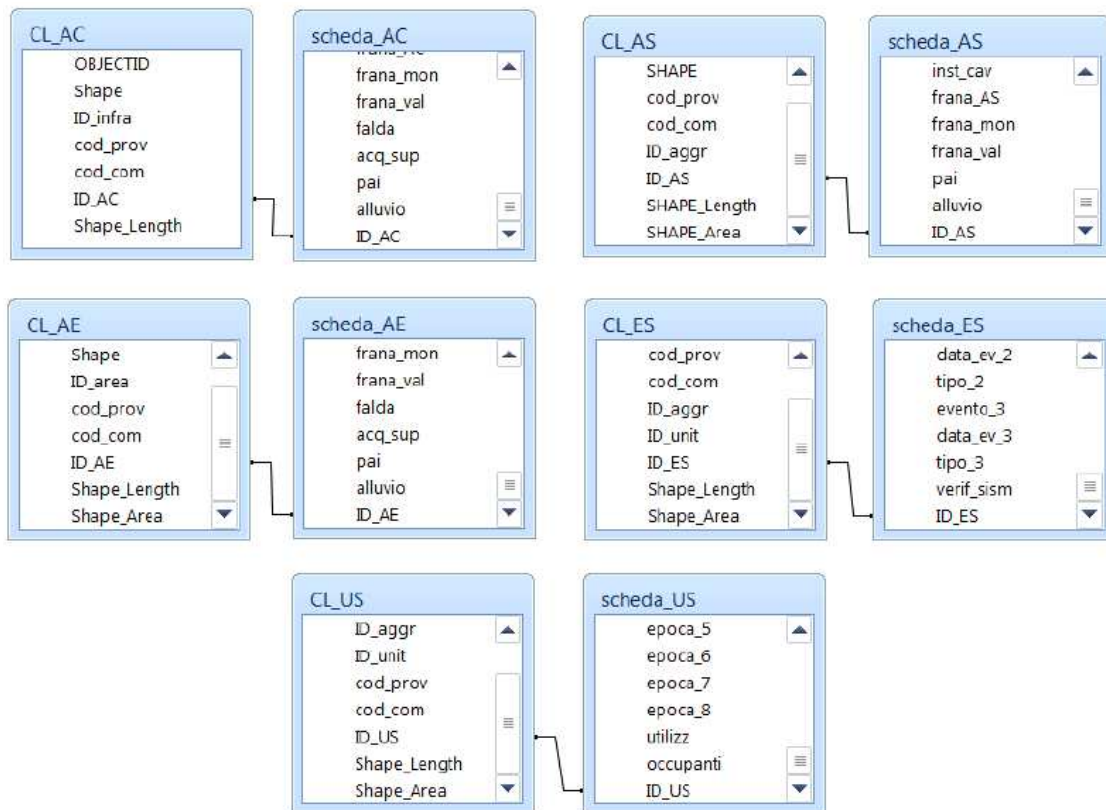 CL_AC
OBJECTID
Shape
ID_infra
cod_prov
cod_com
ID_AC
Shape_Length
scheda_AC
frana_AC
frana_mon
frana_val
falda
acq_sup
pai
alluvio
ID_AC
CL_AS
SHAPE
cod_prov
cod_com
ID_aggr
ID_AS
SHAPE_Length
SHAPE_Area
scheda_AS
inst_cav
frana_AS
frana_mon
frana_val
pai
alluvio
ID_AS
CL_AE
Shape
ID_area
cod_prov
cod_com
ID_AE
Shape_Length
Shape_Area
scheda_AE
frana_mon
frana_val
falda
acq_sup
pai
alluvio
ID_AE
CL_ES
cod_prov
cod_com
ID_aggr
ID_unit
ID_ES
Shape_Length
Shape_Area
scheda_ES
data_ev_2
tipo_2
evento_3
data_ev_3
tipo_3
verif_sism
ID_ES
CL_US
ID_aggr
ID_unit
cod_prov
cod_com
ID_US
Shape_Length
Shape_Area
scheda_US
epoca_5
epoca_6
epoca_7
epoca_8
utilizz
occupanti
ID_US